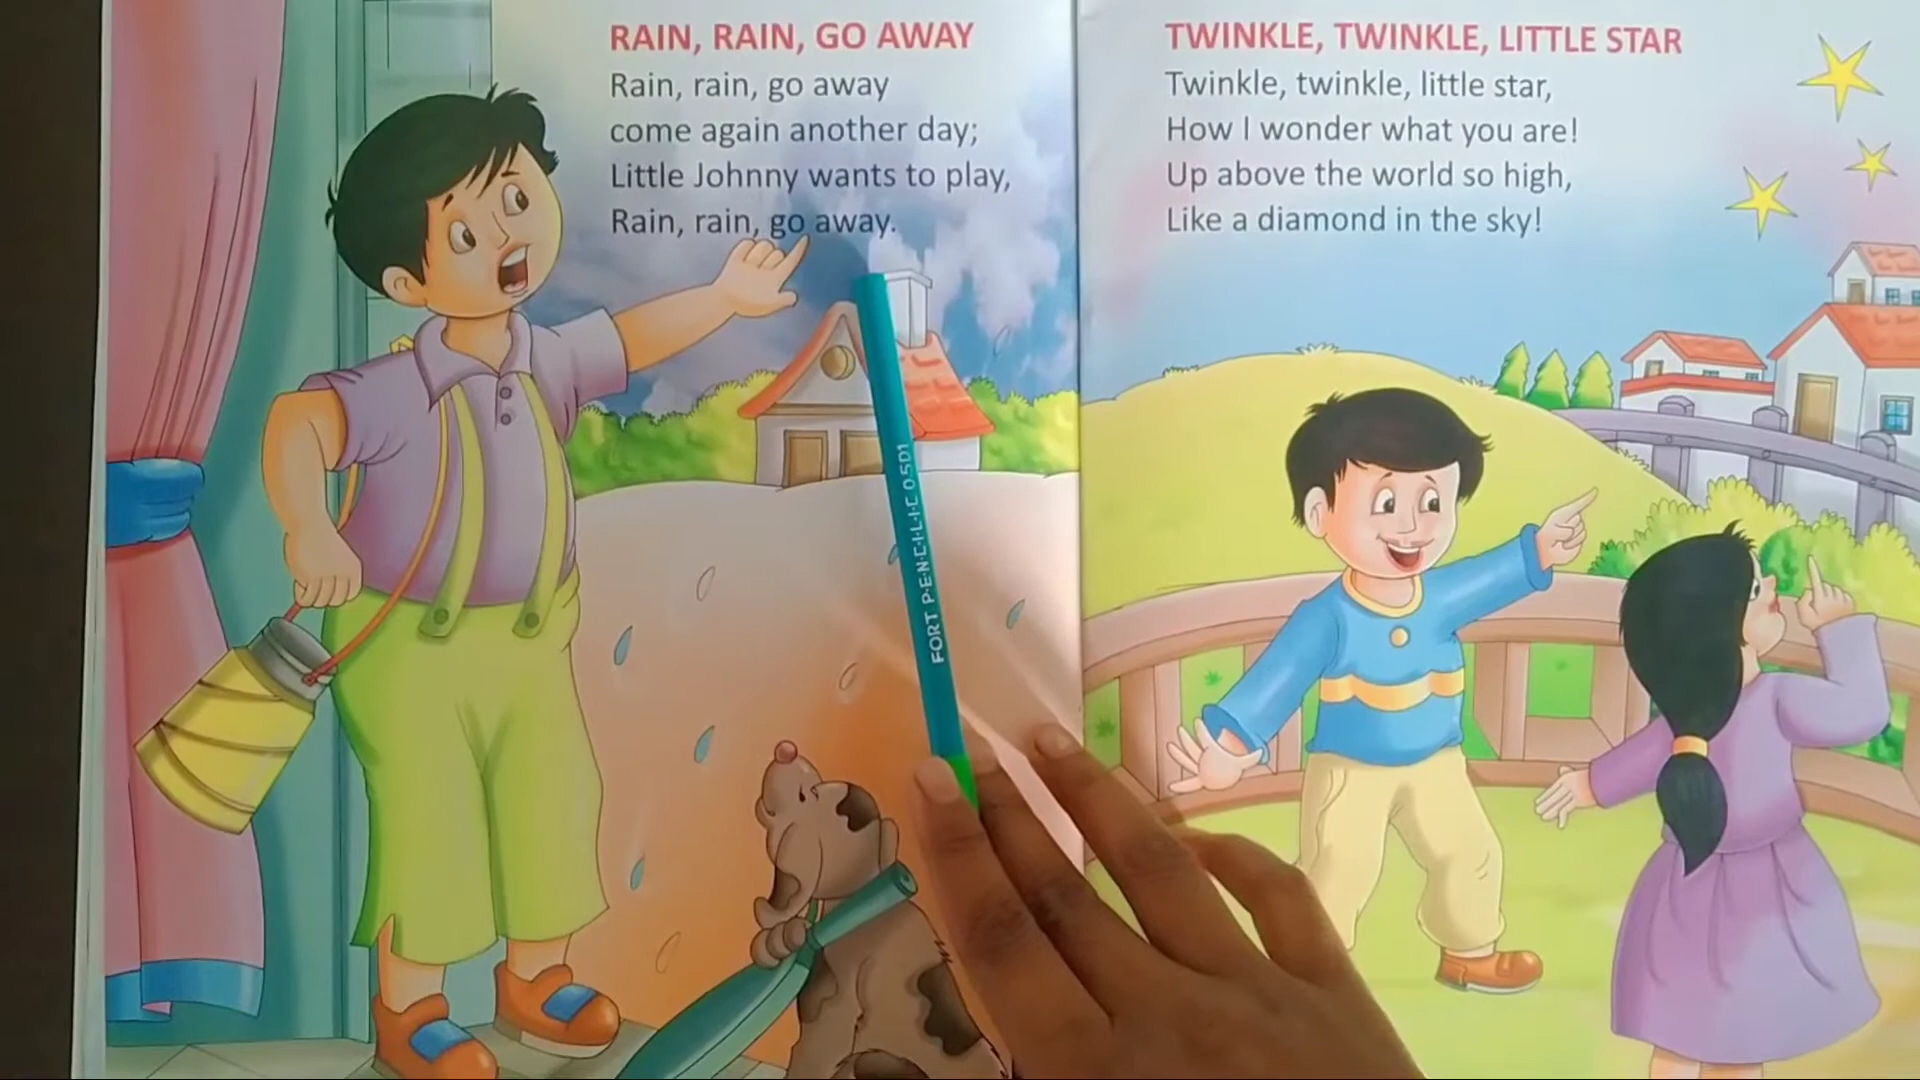 RAIN, RAIN, GO AWAY
Rain, rain, go away
come again another day;
Little Johnny wants to play,
Rain, rain, go away.
TWINKLE, TWINKLE, LITTLE STAR
Twinkle, twinkle, little star,
How I wonder what you are!
Up above the world so high,
Like a diamond in the sky!
FORT P·E·N·C·I·L·I·C 0.501